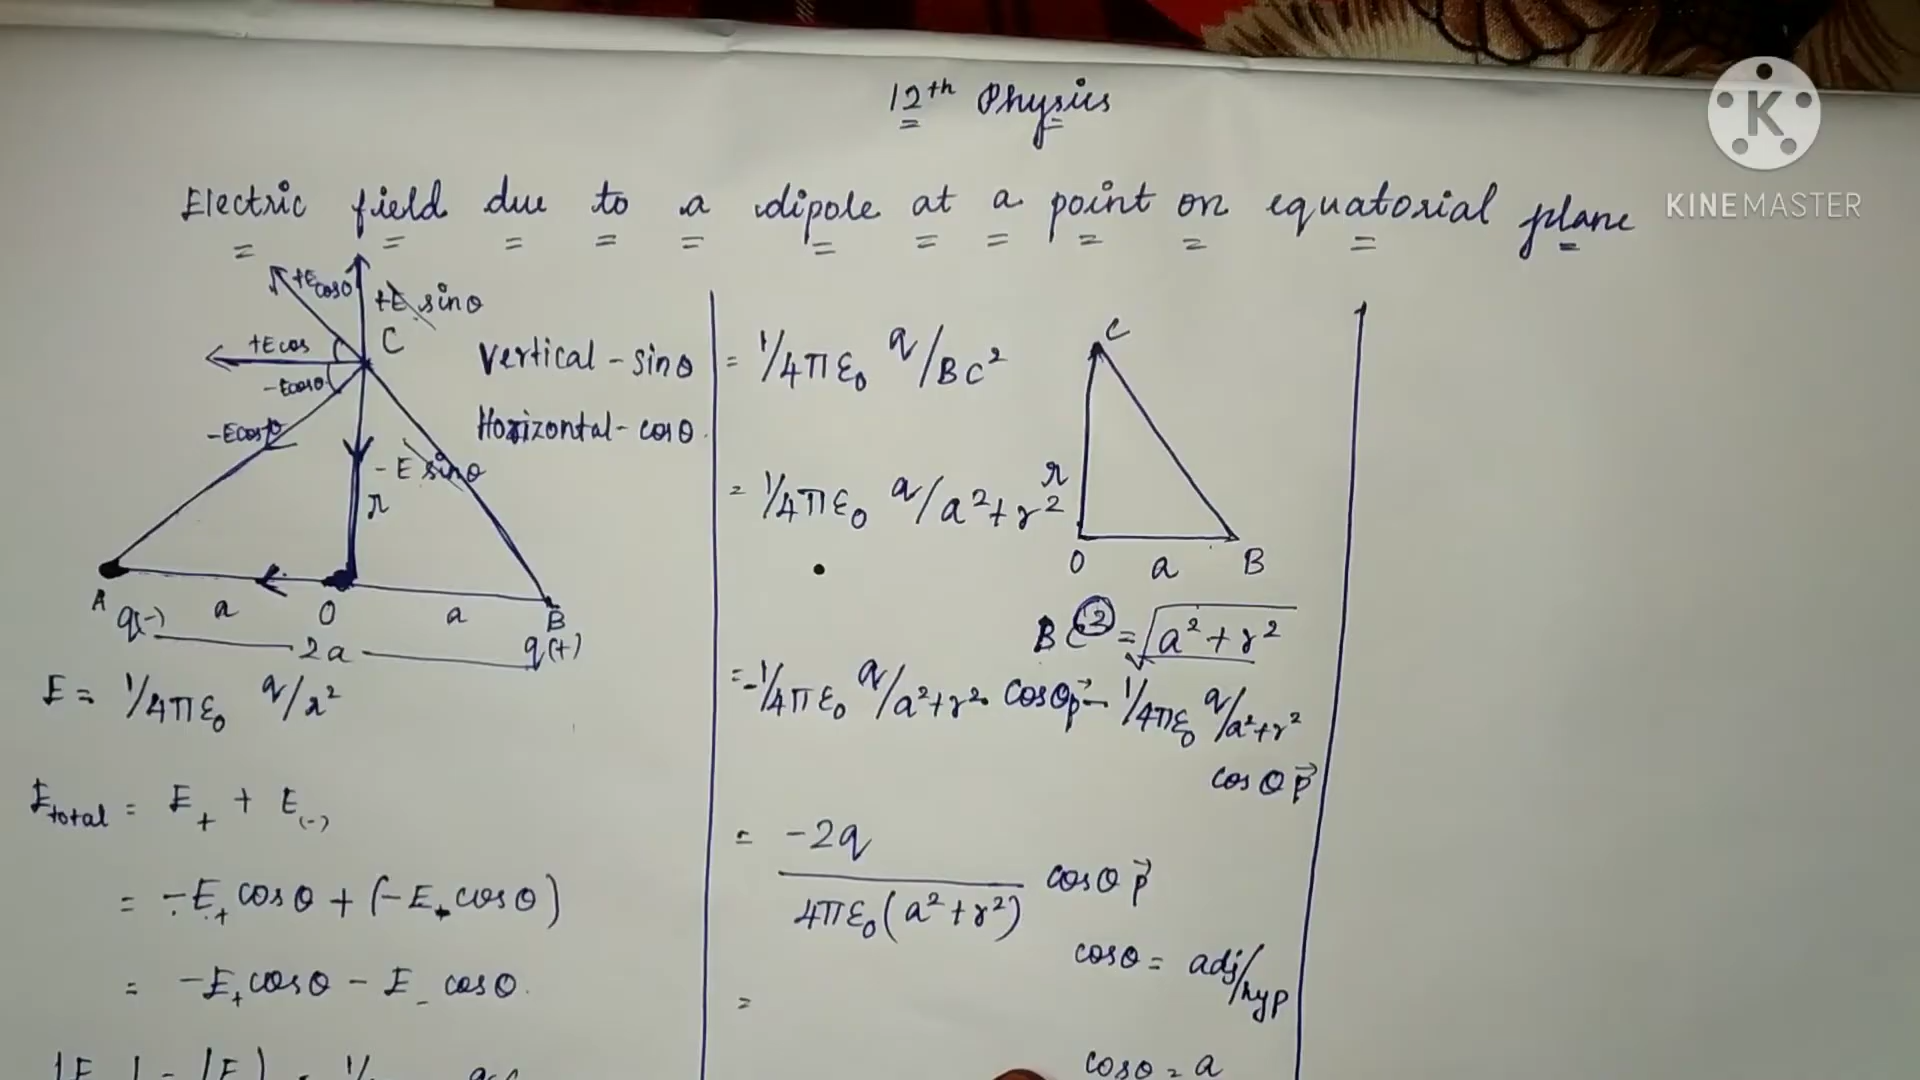 12th Physics
KINEMASTER
Electric field due to a dipole at a point on equatorial plane
+E cosθ
+E sinθ
C
+E cos
-E cosθ
-E cosθ
-E sinθ
r
A
a
O
a
B
q(-)
2a
q(+)
Vertical - sinθ
Horizontal - cosθ
E = 1/4πε₀ q/r²
Etotal = E₊ + E₍₋₎
= -E₊ cosθ + (-E₊ cosθ)
= -E₊ cosθ - E₋ cosθ
= 1/4πε₀ q/BC²
= 1/4πε₀ q/a²+r²
C
r
O
a
B
BC² = √a²+r²
= -1/4πε₀ q/a²+r² cosθ p⃗ - 1/4πε₀ q/a²+r²
cosθ p⃗
= -2q
4πε₀(a²+r²)
cosθ p⃗
cosθ = adj/hyp
=
cosθ = a